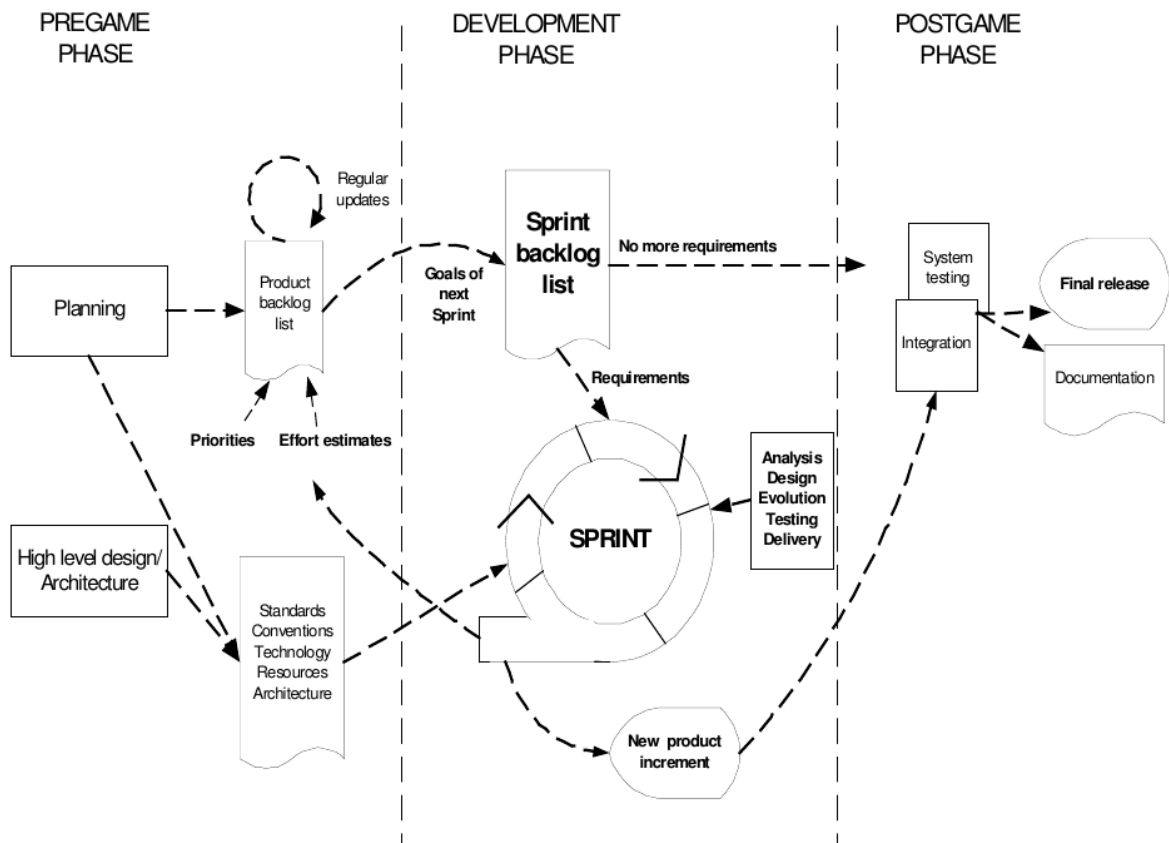 PREGAME
PHASE
DEVELOPMENT
PHASE
POSTGAME
PHASE
Regular
updates
Planning
Product
backlog
list
Goals of
next
Sprint
Sprint
backlog
list
No more requirements
System
testing
Integration
Final release
Documentation
Priorities
Effort estimates
Requirements
Analysis
Design
Evolution
Testing
Delivery
SPRINT
High level design/
Architecture
Standards
Conventions
Technology
Resources
Architecture
New product
increment